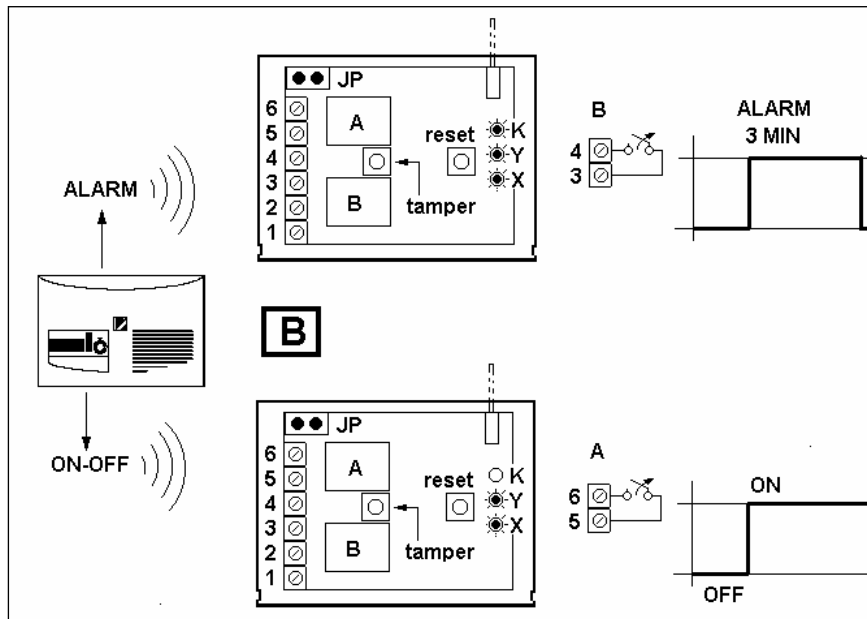 JP
6
5
4
3
2
1
A
B
reset
tamper
K
Y
X
B
4
3
ALARM
3 MIN
ALARM
B
ON-OFF
JP
6
5
4
3
2
1
A
B
reset
tamper
K
Y
X
A
6
5
ON
OFF